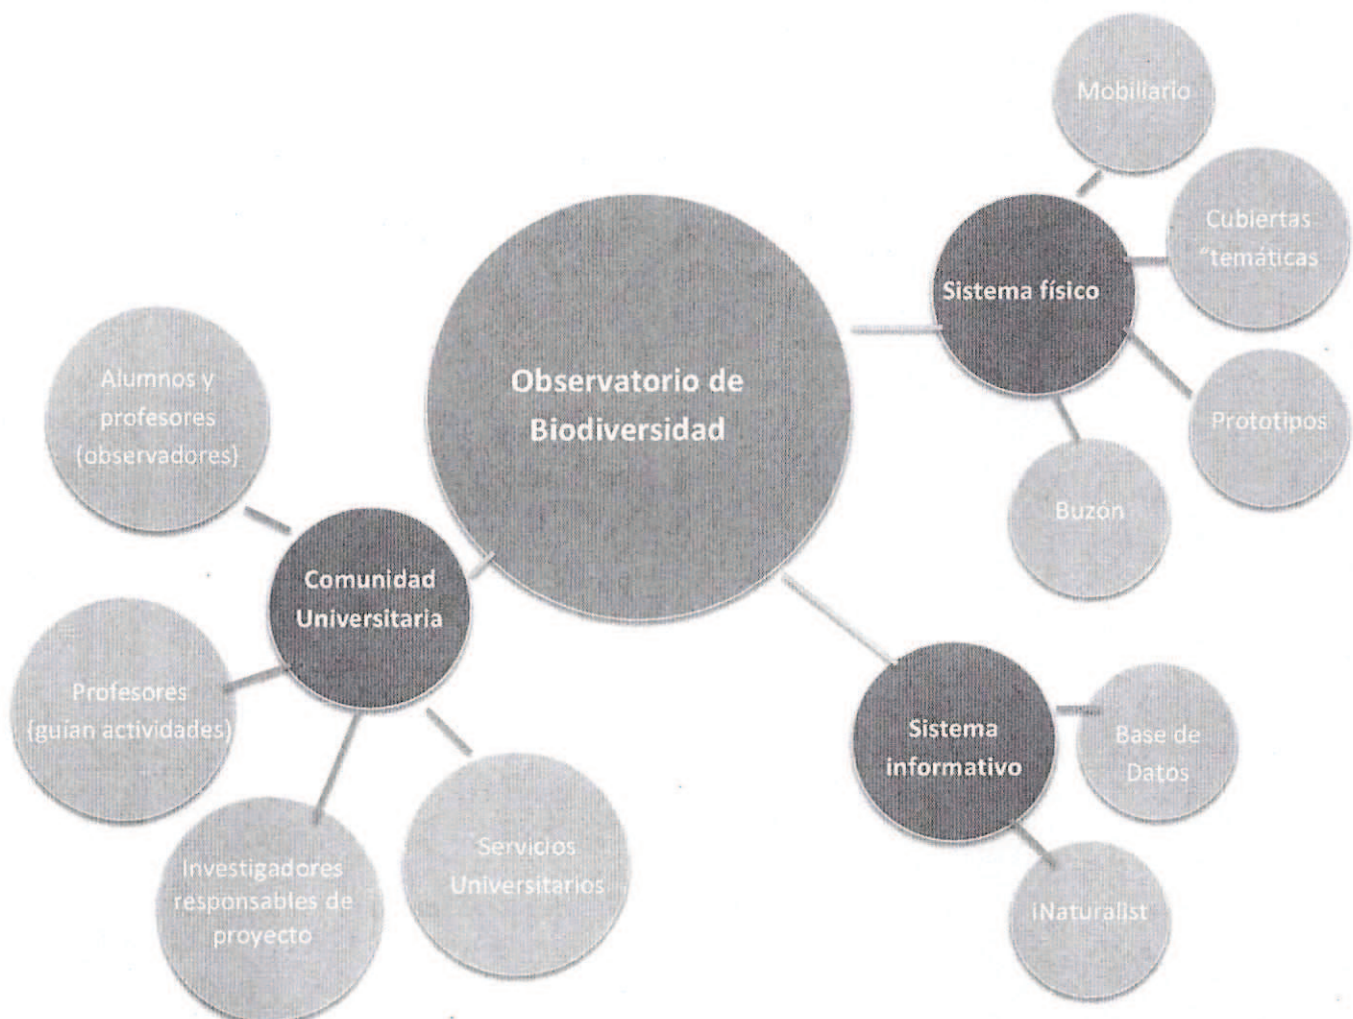 Mobiliario
Cubiertas
"temáticas
Sistema físico
Prototipos
Buzón
Observatorio de
Biodiversidad
Alumnos y
profesores
(observadores)
Comunidad
Universitaria
Profesores
(guían actividades)
Investigadores
responsables de
proyecto
Servicios
Universitarios
Sistema
informativo
Base de
Datos
iNaturalist